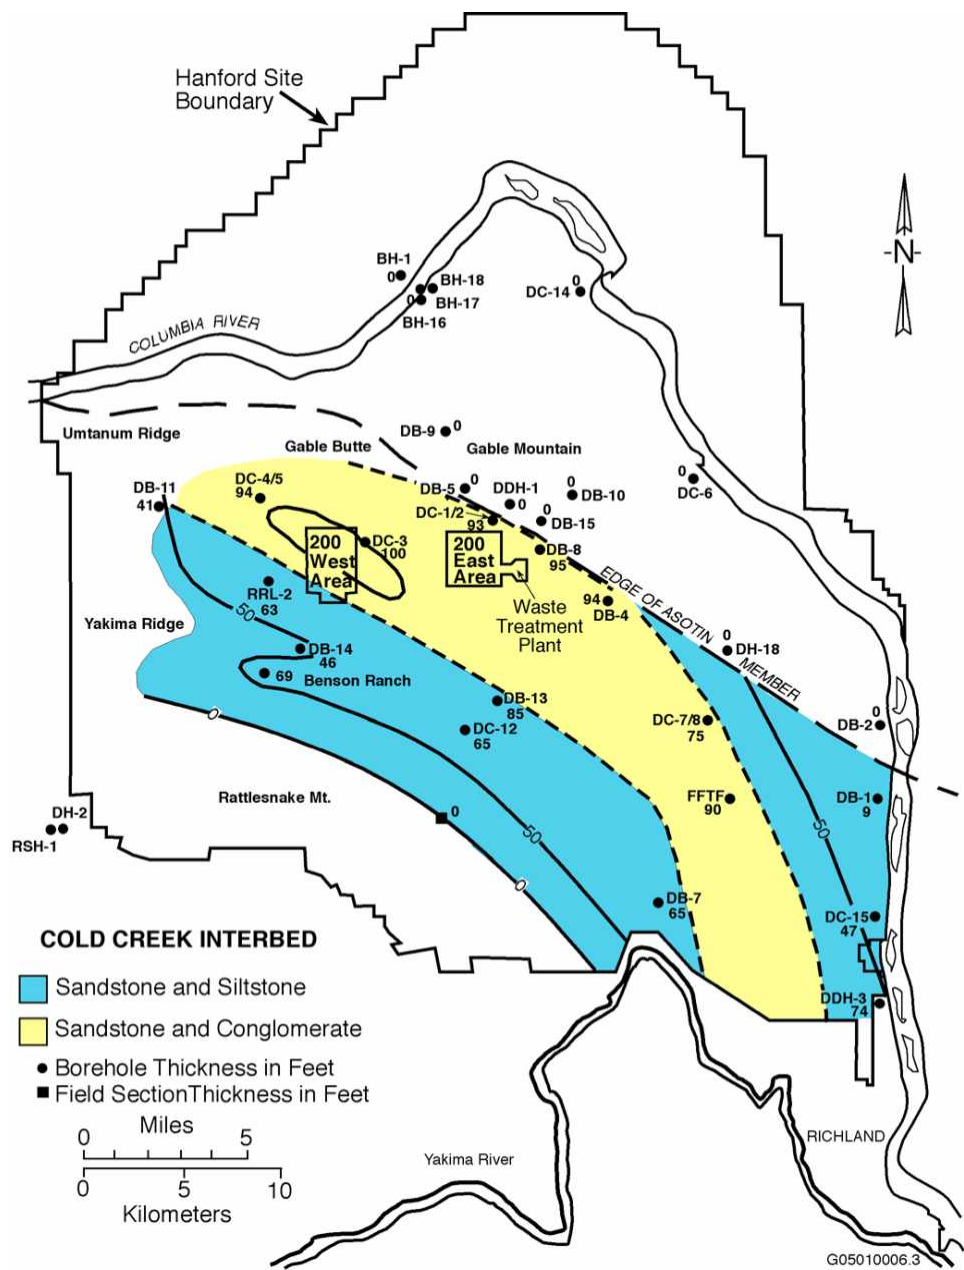 Hanford Site
Boundary
N
BH-1
0
BH-18
0
BH-17
BH-16
0
DC-14
COLUMBIA RIVER
Umtanum Ridge
DB-9
0
Gable Butte
Gable Mountain
DB-11
41
DC-4/5
94
DB-5
0
DDH-1
0
0
DB-10
0
DC-6
DC-1/2
93
0
DB-15
200
West
Area
DC-3
100
200
East
Area
DB-8
95
EDGE OF ASOTIN
MEMBER
RRL-2
63
Waste
Treatment
Plant
94
DB-4
Yakima Ridge
50
DB-14
46
0
DH-18
69
Benson Ranch
DB-13
85
DC-12
65
DC-7/8
75
0
DB-2
0
Rattlesnake Mt.
FFTF
90
DB-1
9
0
50
50
DH-2
RSH-1
0
DB-7
65
DC-15
47
DDH-3
74
COLD CREEK INTERBED
Sandstone and Siltstone
Sandstone and Conglomerate
Borehole Thickness in Feet
Field SectionThickness in Feet
Miles
0 5
0 5 10
Kilometers
Yakima River
RICHLAND
G05010006.3